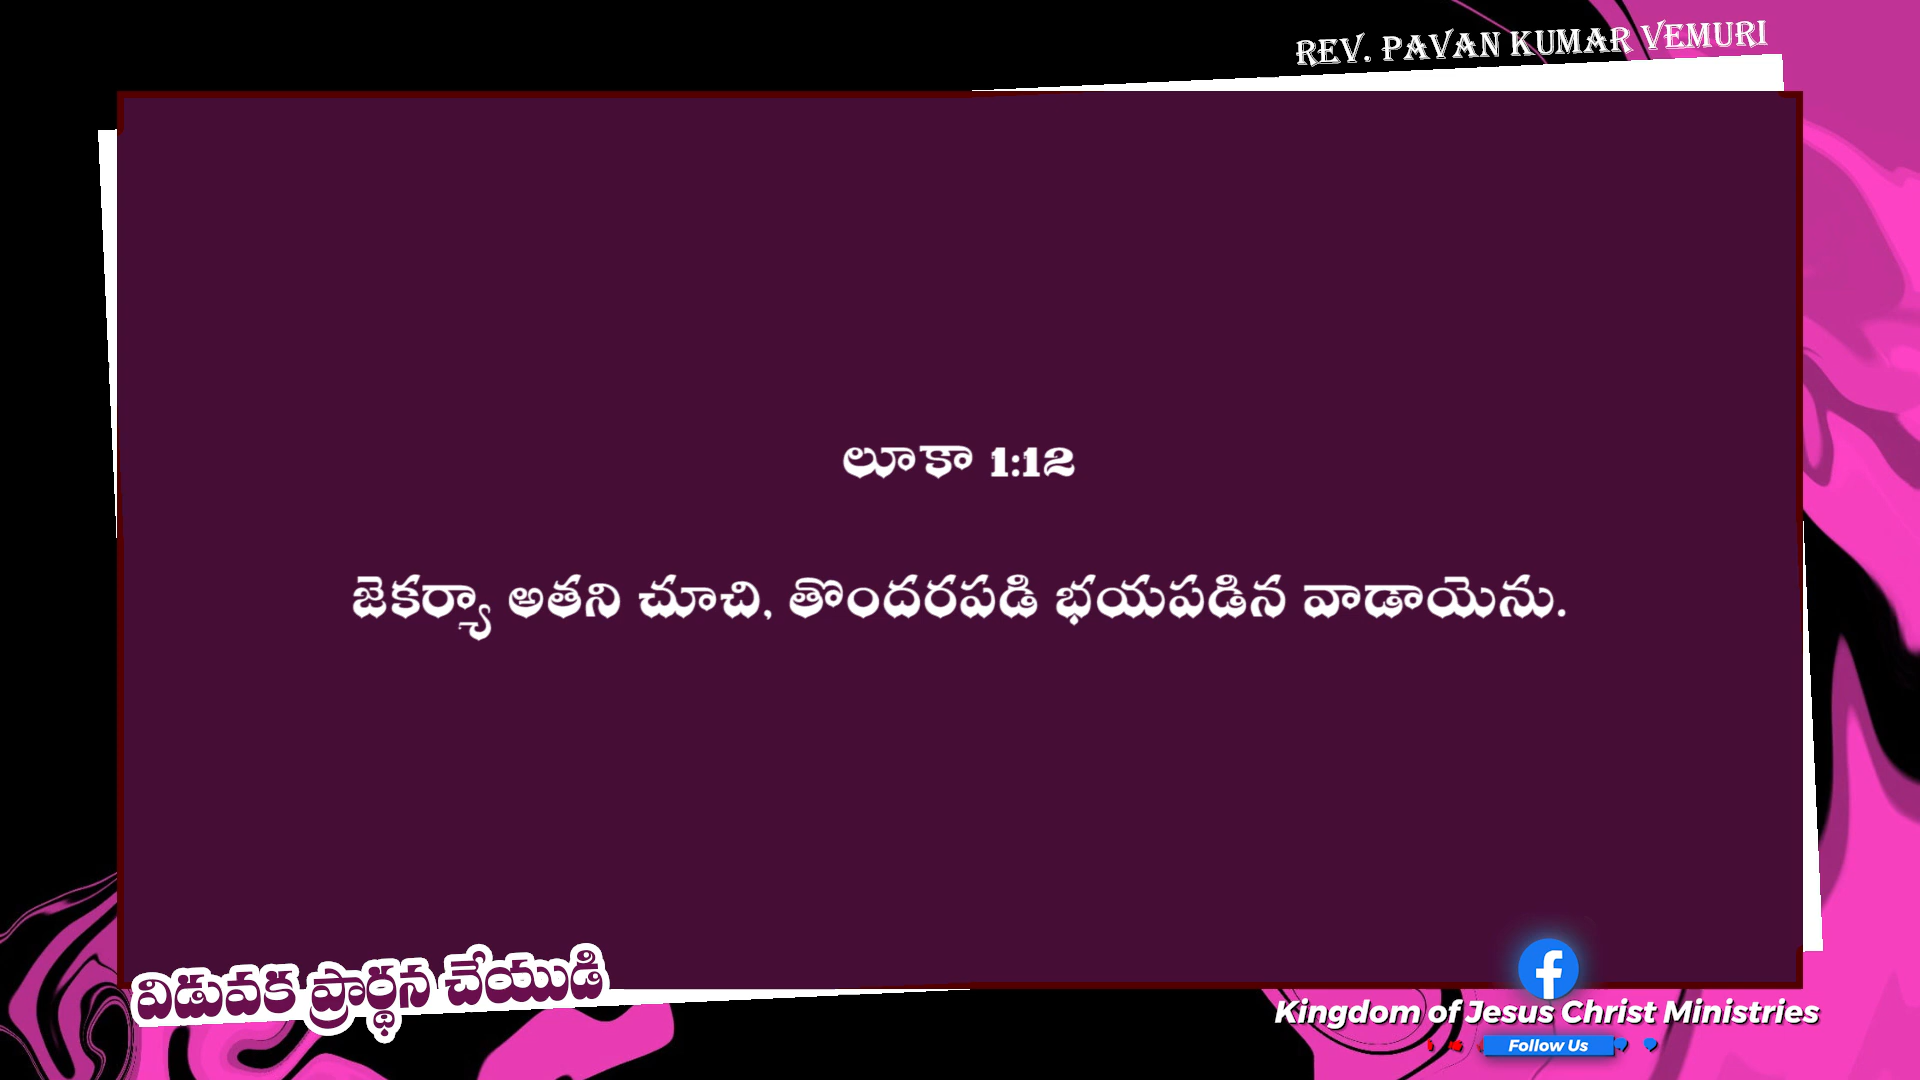 REV. PAVAN KUMAR VEMURI
లూకా 1:12
జెకర్యా అతని చూచి, తొందరపడి భయపడిన వాడాయెను.
విడువక ప్రార్థన చేయుడి
Kingdom of Jesus Christ Ministries
Follow Us